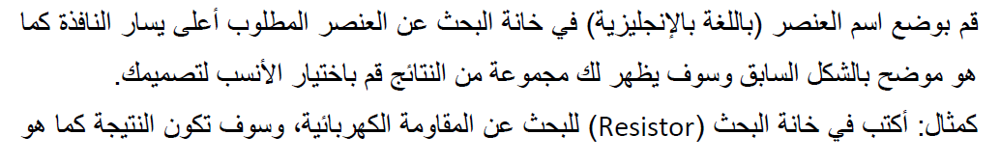 قم بوضع اسم العنصر (باللغة بالإنجليزية) في خانة البحث عن العنصر المطلوب أعلى يسار النافذة كما
هو موضح بالشكل السابق وسوف يظهر لك مجموعة من النتائج قم باختيار الأنسب لتصميمك.
كمثال: أكتب في خانة البحث (Resistor) للبحث عن المقاومة الكهربائية، وسوف تكون النتيجة كما هو